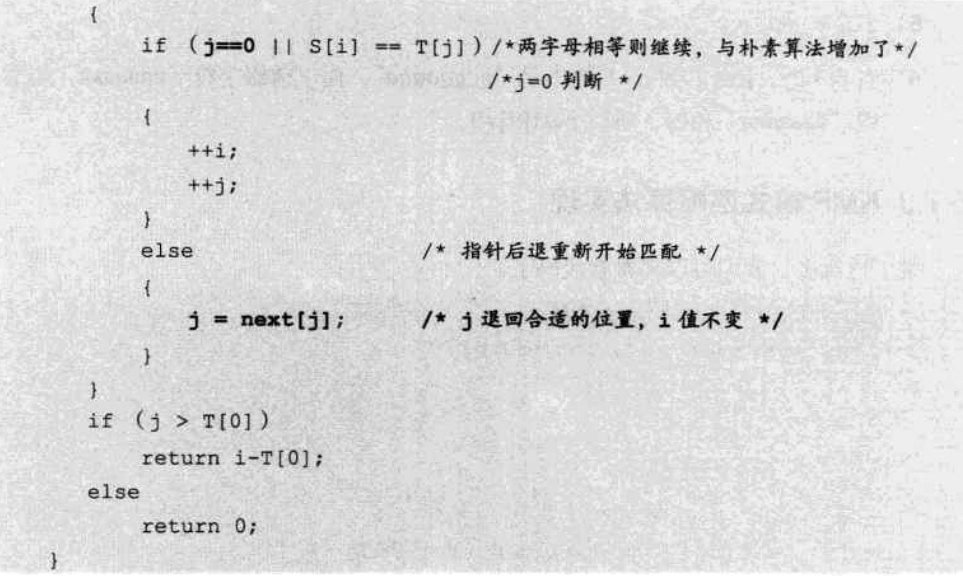 {
if (j==0 || S[i] == T[j]) /*两字母相等则继续，与朴素算法增加了*/
/*j=0 判断 */
{
++i;
++j;
}
else /* 指针后退重新开始匹配 */
{
j = next[j]; /* j 退回合适的位置，i 值不变 */
}
}
if (j > T[0])
return i-T[0];
else
return 0;
}